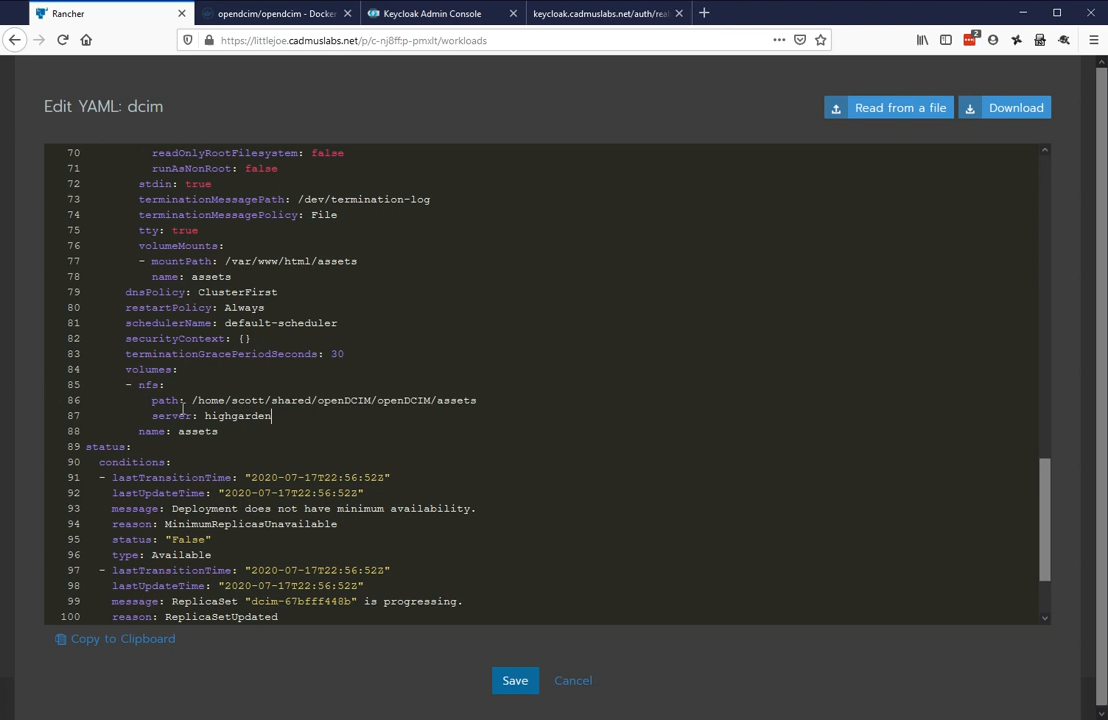 Rancher
opendcim/opendcim - Docker
Keycloak Admin Console
keycloak.cadmuslabs.net/auth/real
https://littlejoe.cadmuslabs.net/p/c-nj8ff:p-pmxlt/workloads
2
Edit YAML: dcim
Read from a file
Download
70 readOnlyRootFilesystem: false
71 runAsNonRoot: false
72 stdin: true
73 terminationMessagePath: /dev/termination-log
74 terminationMessagePolicy: File
75 tty: true
76 volumeMounts:
77 - mountPath: /var/www/html/assets
78 name: assets
79 dnsPolicy: ClusterFirst
80 restartPolicy: Always
81 schedulerName: default-scheduler
82 securityContext: {}
83 terminationGracePeriodSeconds: 30
84 volumes:
85 - nfs:
86 path: /home/scott/shared/openDCIM/openDCIM/assets
87 server: highgarden
88 name: assets
89 status:
90 conditions:
91 - lastTransitionTime: "2020-07-17T22:56:52Z"
92 lastUpdateTime: "2020-07-17T22:56:52Z"
93 message: Deployment does not have minimum availability.
94 reason: MinimumReplicasUnavailable
95 status: "False"
96 type: Available
97 - lastTransitionTime: "2020-07-17T22:56:52Z"
98 lastUpdateTime: "2020-07-17T22:56:52Z"
99 message: ReplicaSet "dcim-67bfff448b" is progressing.
100 reason: ReplicaSetUpdated
Copy to Clipboard
Save
Cancel